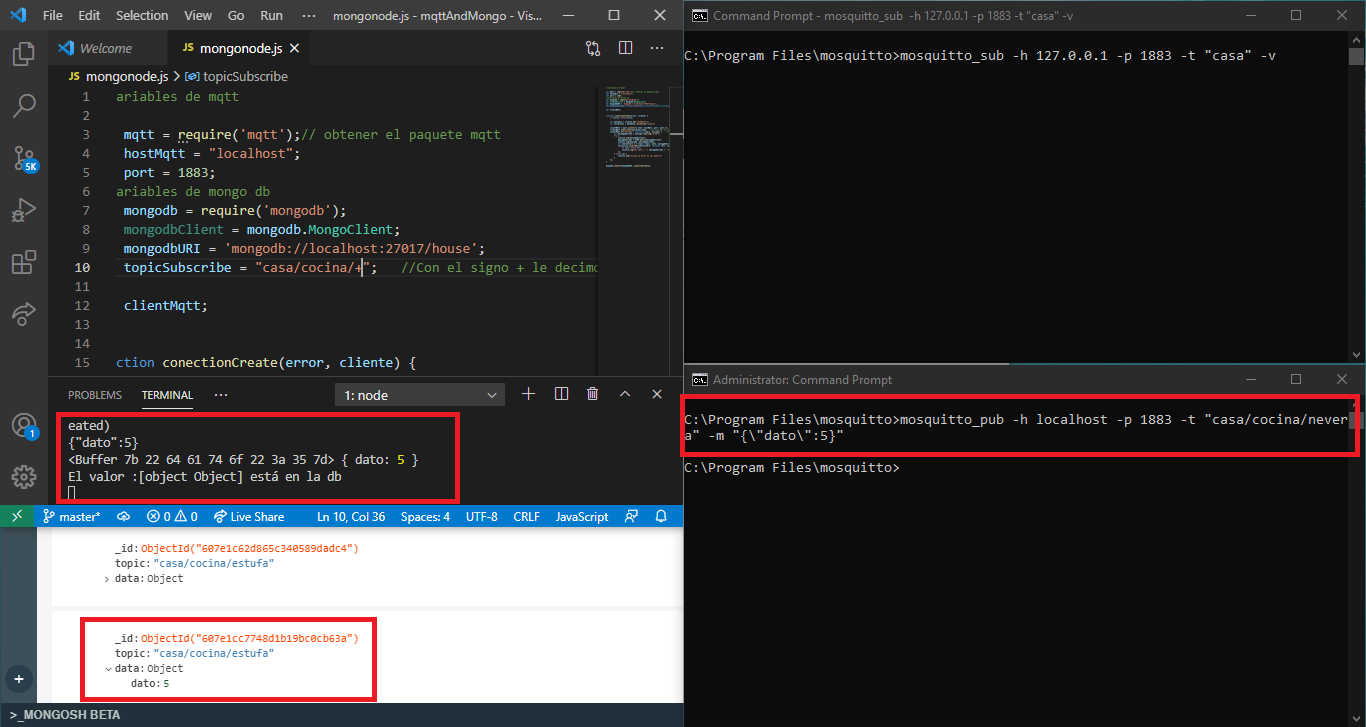 File Edit Selection View Go Run ··· mongonode.js - mqttAndMongo - Vis...
Welcome
JS mongonode.js
JS mongonode.js > topicSubscribe
1 ariables de mqtt
2
3 mqtt = require('mqtt');// obtener el paquete mqtt
4 hostMqtt = "localhost";
5 port = 1883;
6 ariables de mongo db
7 mongodb = require('mongodb');
8 mongodbClient = mongodb.MongoClient;
9 mongodbURI = 'mongodb://localhost:27017/house';
10 topicSubscribe = "casa/cocina/+"; //Con el signo + le decimo
11
12 clientMqtt;
13
14
15 ction conectionCreate(error, cliente) {
5K
1
PROBLEMS TERMINAL ··· 1: node
eated)
{"dato":5}
<Buffer 7b 22 64 61 74 6f 22 3a 35 7d> { dato: 5 }
El valor :[object Object] está en la db
master* 0 0 Live Share Ln 10, Col 36 Spaces: 4 UTF-8 CRLF JavaScript
_id: ObjectId("607e1c62d865c340589dadc4")
topic: "casa/cocina/estufa"
> data: Object
_id: ObjectId("607e1cc7748d1b19bc0cb63a")
topic: "casa/cocina/estufa"
data: Object
dato: 5
>_MONGOSH BETA
Command Prompt - mosquitto_sub -h 127.0.0.1 -p 1883 -t "casa" -v
C:\Program Files\mosquitto>mosquitto_sub -h 127.0.0.1 -p 1883 -t "casa" -v
Administrator: Command Prompt
C:\Program Files\mosquitto>mosquitto_pub -h localhost -p 1883 -t "casa/cocina/never
a" -m "{\"dato\":5}"
C:\Program Files\mosquitto>